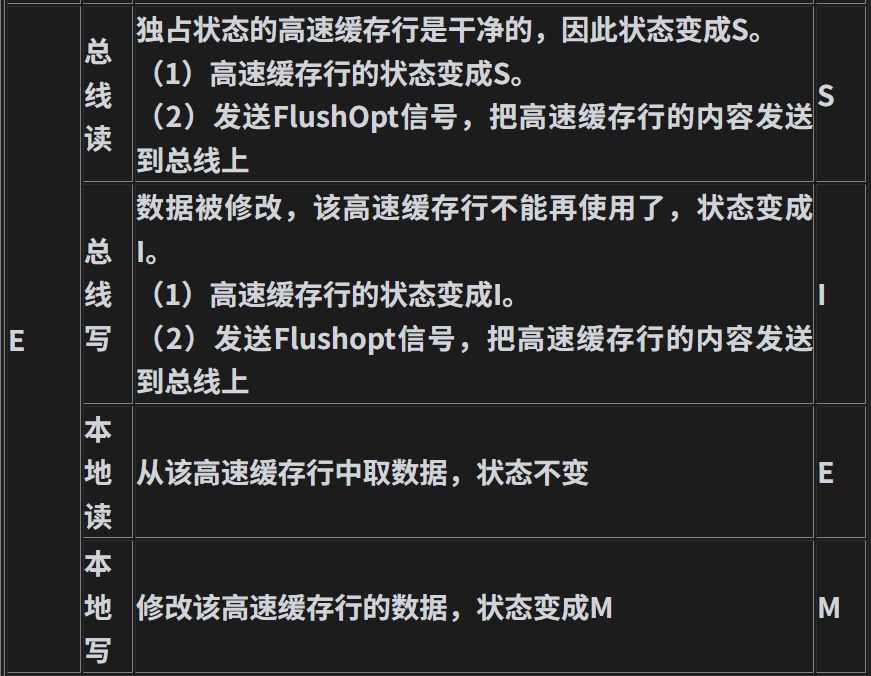 E
总线读
独占状态的高速缓存行是干净的，因此状态变成S。
（1）高速缓存行的状态变成S。
（2）发送FlushOpt信号，把高速缓存行的内容发送
到总线上
S
总线写
数据被修改，该高速缓存行不能再使用了，状态变成
I。
（1）高速缓存行的状态变成I。
（2）发送Flushopt信号，把高速缓存行的内容发送
到总线上
I
本地读
从该高速缓存行中取数据，状态不变
E
本地写
修改该高速缓存行的数据，状态变成M
M